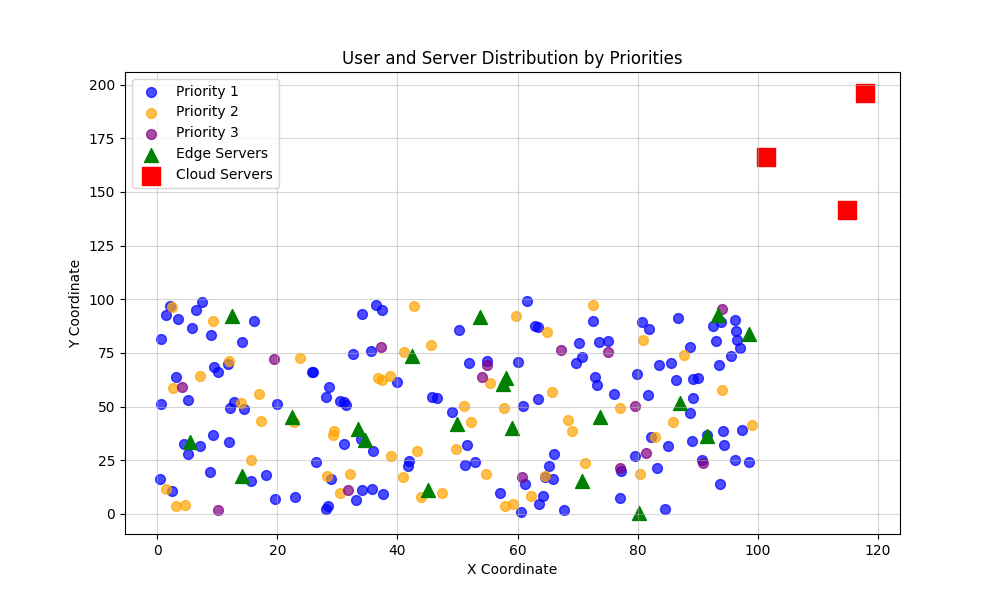 User and Server Distribution by Priorities
Priority 1
Priority 2
Priority 3
Edge Servers
Cloud Servers
Y Coordinate
200
175
150
125
100
75
50
25
0
0 20 40 60 80 100 120
X Coordinate